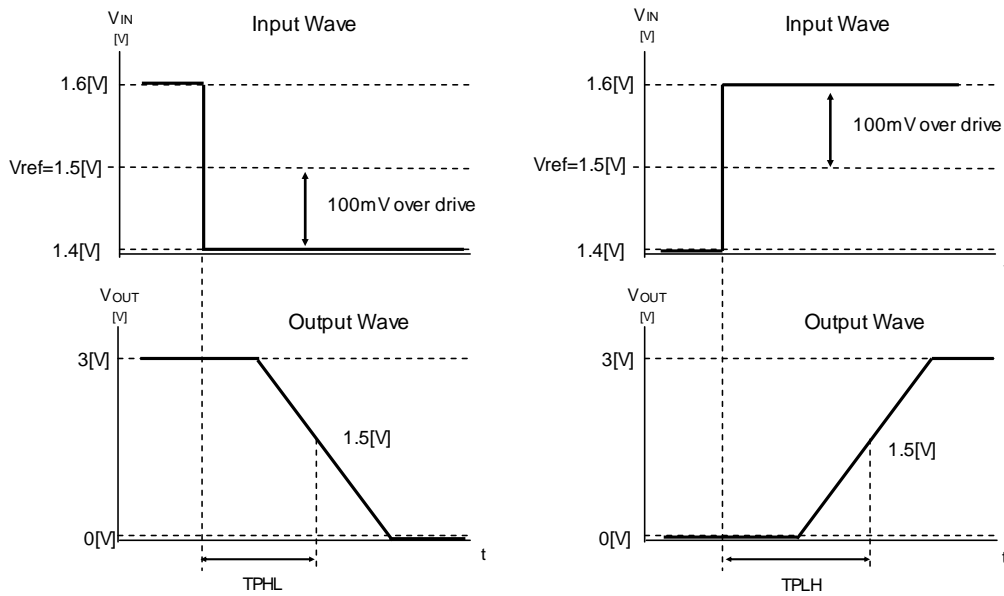 VIN
[V]
Input Wave
1.6[V]
Vref=1.5[V]
100mV over drive
1.4[V]
VOUT
[V]
Output Wave
3[V]
1.5[V]
0[V]
t
TPHL
VIN
[V]
Input Wave
1.6[V]
100mV over drive
Vref=1.5[V]
1.4[V]
VOUT
[V]
Output Wave
3[V]
1.5[V]
0[V]
t
TPLH